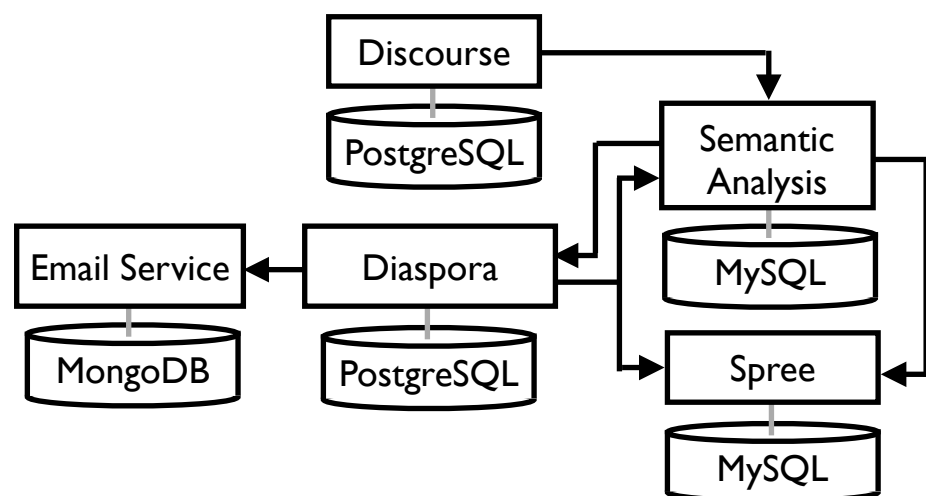 Discourse
PostgreSQL
Semantic
Analysis
MySQL
Email Service
MongoDB
Diaspora
PostgreSQL
Spree
MySQL